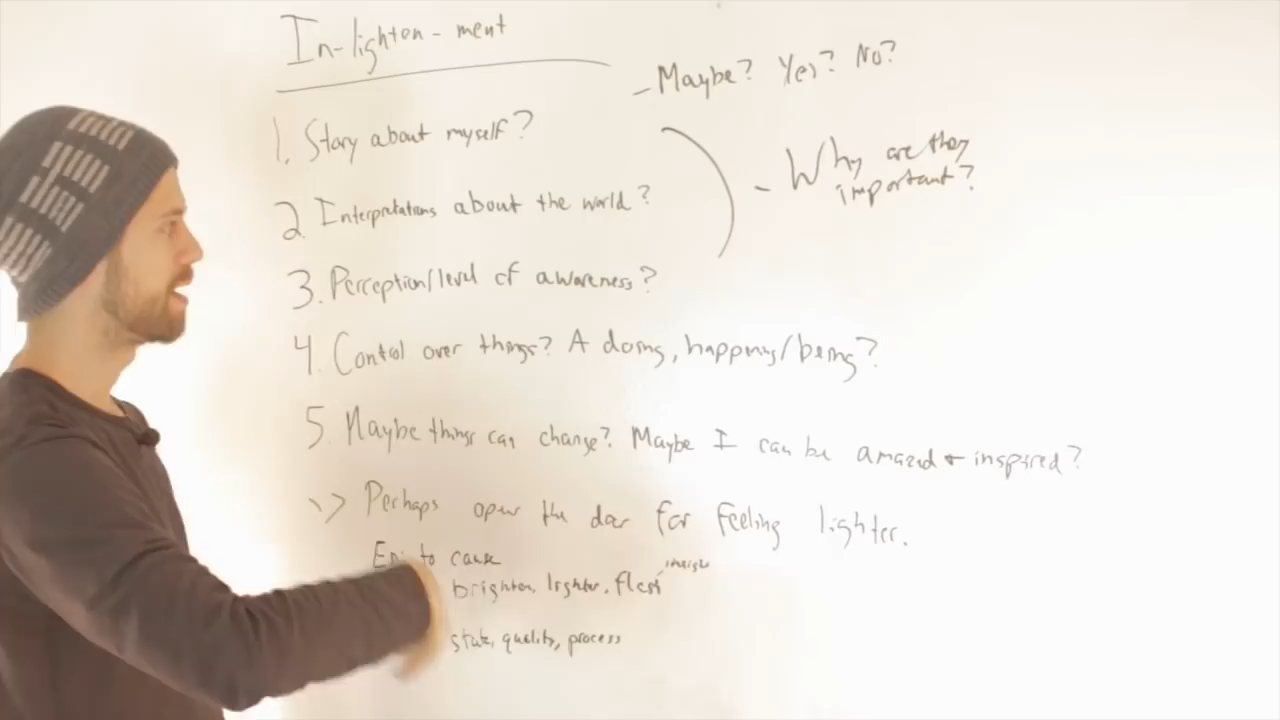 In-lighten-ment
- Maybe? Yes? No?
1. Story about myself?
2 Interpretations about the world?
- Why are they
important?
3. Perception/level of awareness?
4. Control over things? A doing, happening/being?
5. Maybe things can change? Maybe I can be amazed + inspired?
Perhaps open the door for feeling lighter.
to cause
brighten, lighter,
state, quality, process